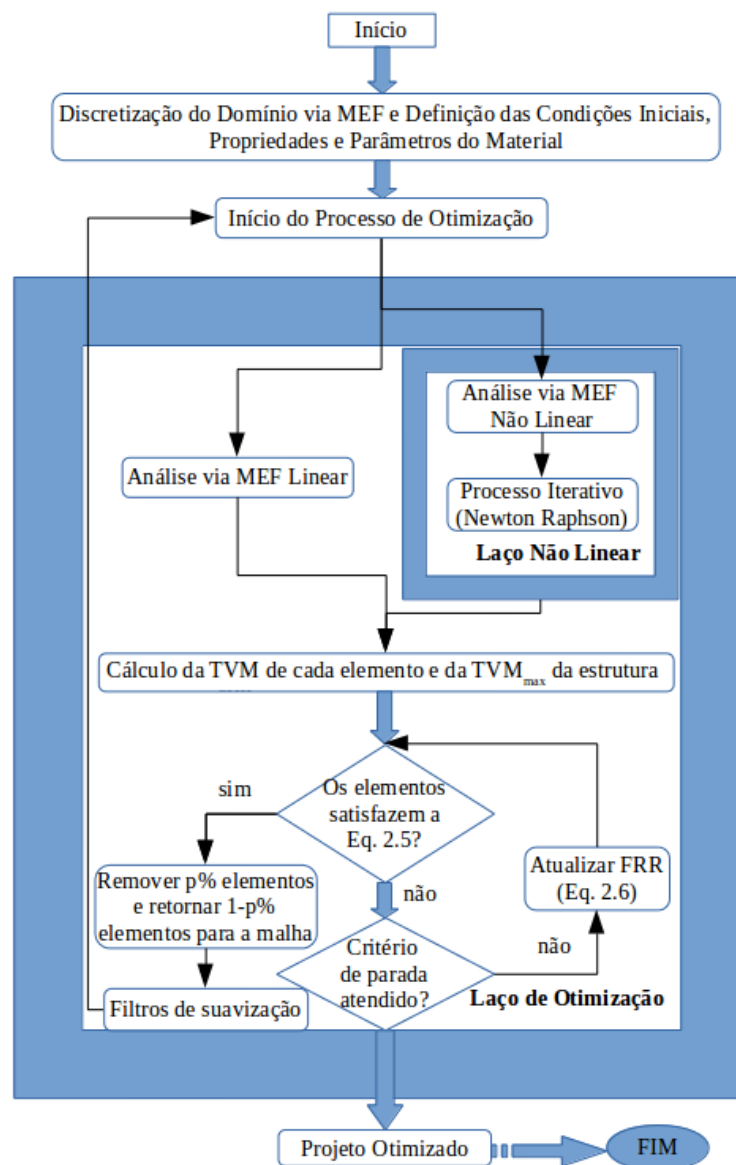 Início
Discretização do Domínio via MEF e Definição das Condições Iniciais,
Propriedades e Parâmetros do Material
Início do Processo de Otimização
Análise via MEF
Não Linear
Análise via MEF Linear
Processo Iterativo
(Newton Raphson)
Laço Não Linear
Cálculo da TVM de cada elemento e da TVMmax da estrutura
sim
Os elementos
satisfazem a
Eq. 2.5?
Remover p% elementos
e retornar 1-p%
elementos para a malha
não
Atualizar FRR
(Eq. 2.6)
Critério
de parada
atendido?
não
Filtros de suavização
Laço de Otimização
Projeto Otimizado
FIM